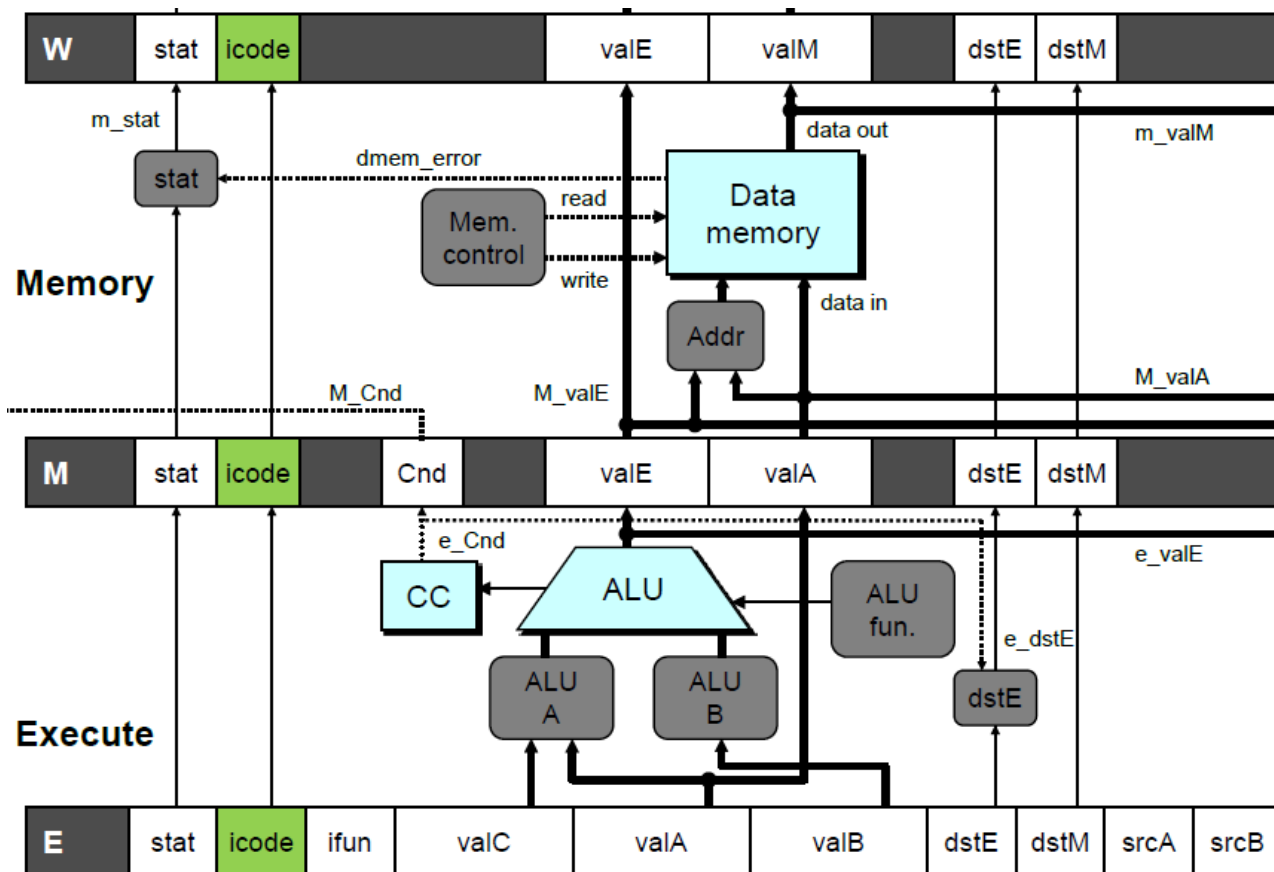 W stat icode valE valM dstE dstM
m_stat
data out
m_valM
dmem_error
stat
read
Data
memory
Mem.
control
write
Memory
data in
Addr
M_Cnd
M_valE
M_valA
M stat icode Cnd valE valA dstE dstM
e_Cnd
e_valE
CC
ALU
ALU
fun.
e_dstE
ALU
A
ALU
B
dstE
Execute
E stat icode ifun valC valA valB dstE dstM srcA srcB